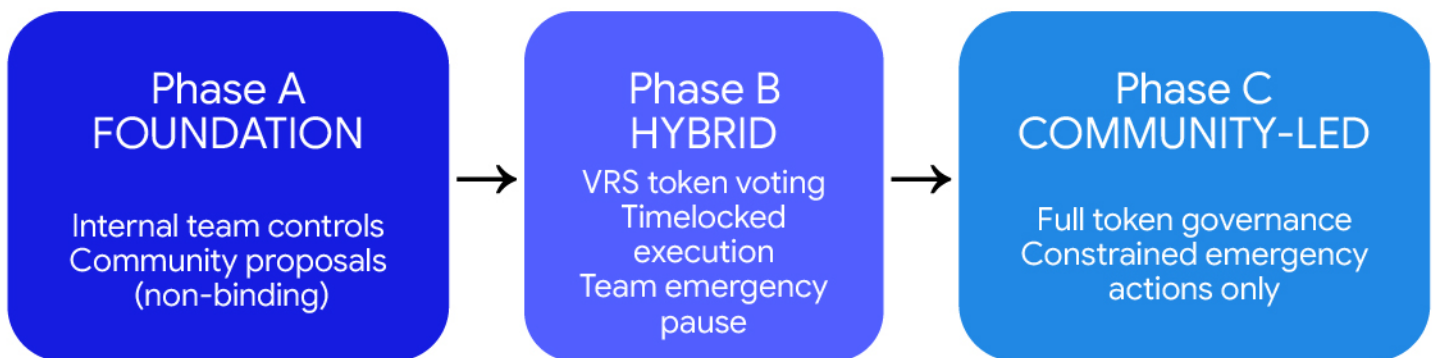 Phase A
FOUNDATION
Internal team controls
Community proposals
(non-binding)
Phase B
HYBRID
VRS token voting
Timelocked
execution
Team emergency
pause
Phase C
COMMUNITY-LED
Full token governance
Constrained emergency
actions only